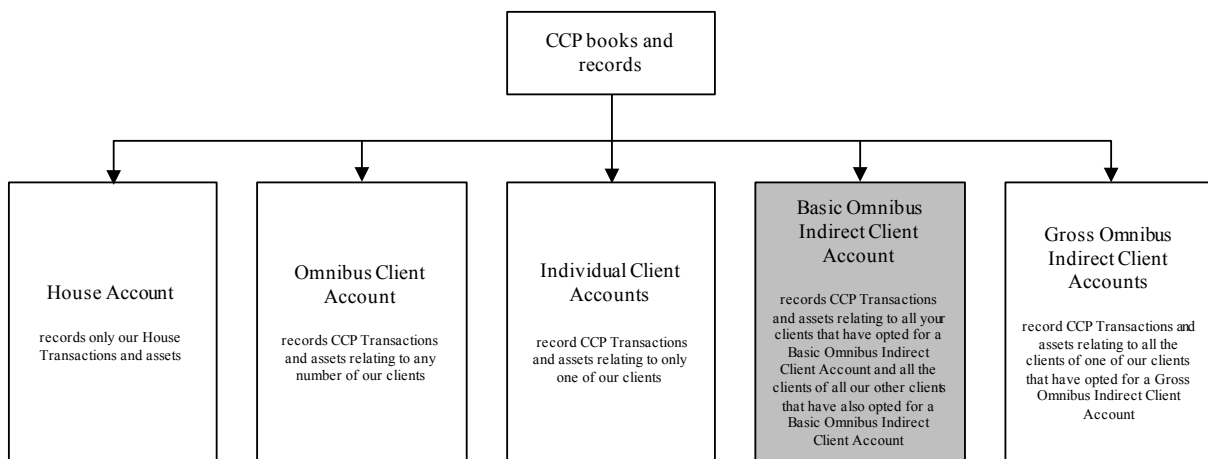 CCP books and
records
House Account
records only our House
Transactions and assets
Omnibus Client
Account
records CCP Transactions
and assets relating to any
number of our clients
Individual Client
Accounts
record CCP Transactions
and assets relating to only
one of our clients
Basic Omnibus
Indirect Client
Account
records CCP Transactions
and assets relating to all your
clients that have opted for a
Basic Omnibus Indirect
Client Account and all the
clients of all our other clients
that have also opted for a
Basic Omnibus Indirect
Client Account
Gross Omnibus
Indirect Client
Accounts
record CCP Transactions and
assets relating to all the
clients of one of our clients
that have opted for a Gross
Omnibus Indirect Client
Account